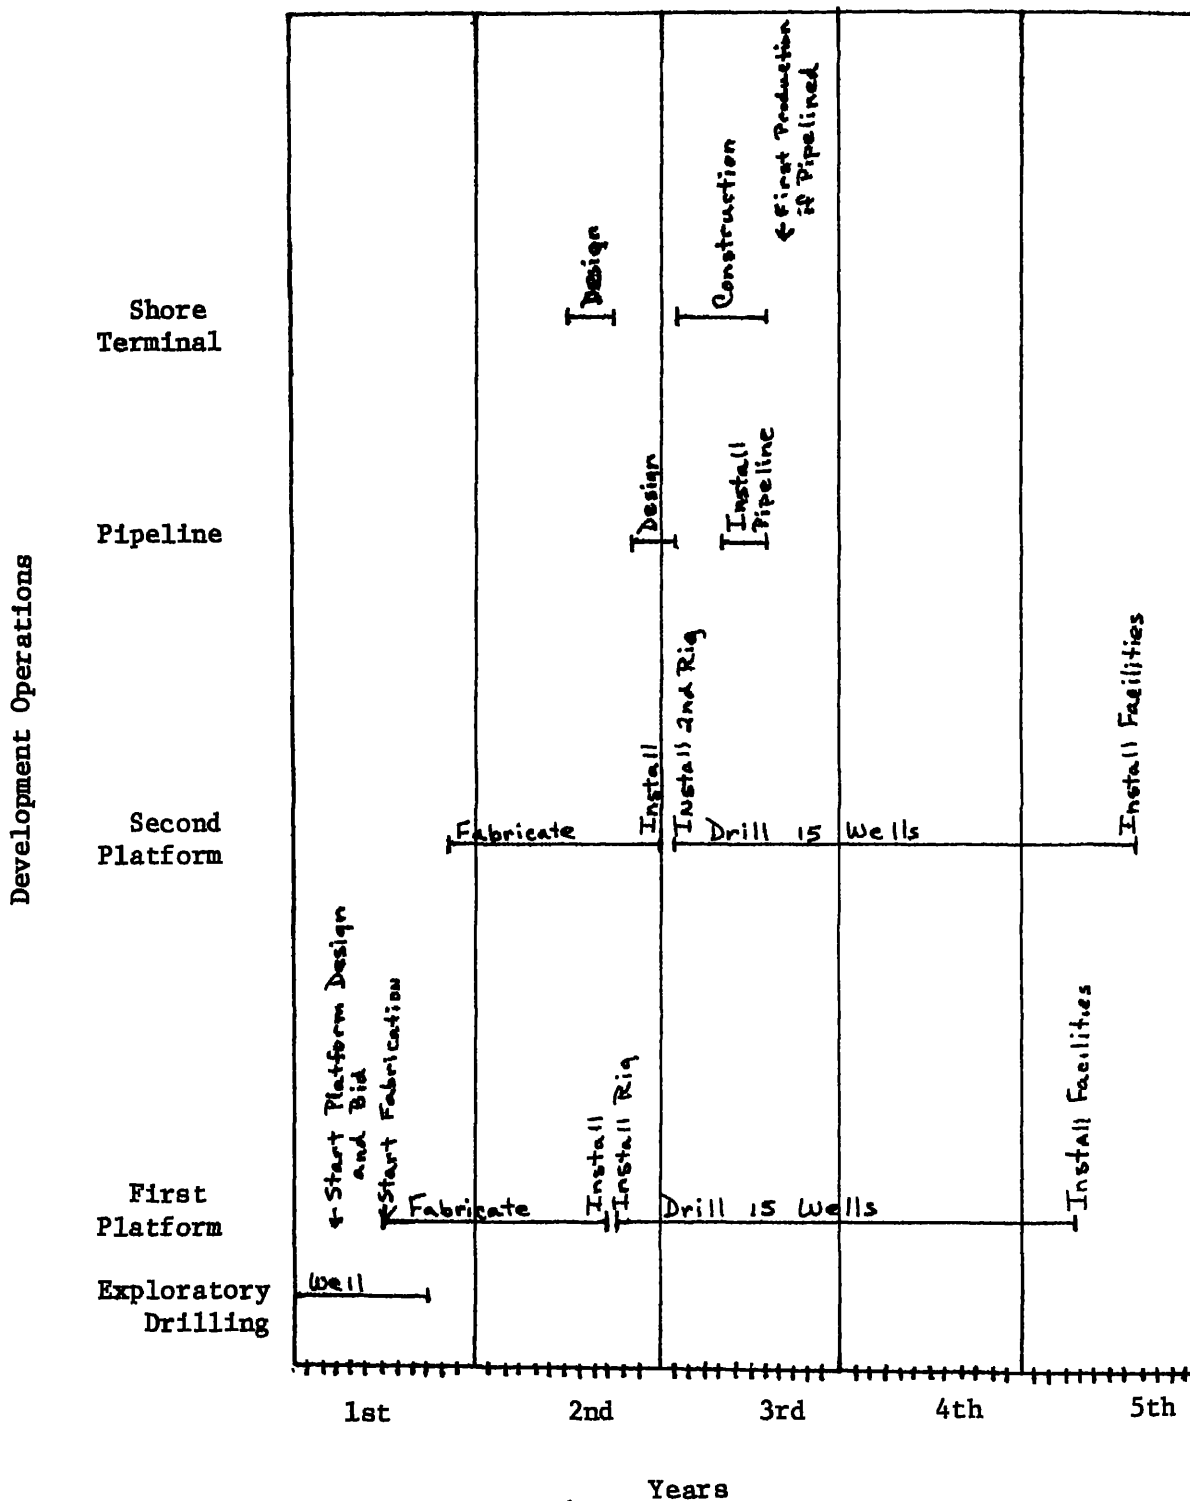 ← First Production
if Pipelined
Design
Construction
Shore
Terminal
Design
Install
Pipeline
Pipeline
Development Operations
Install
Install 2nd Rig
Install Facilities
Second
Platform
Fabricate
Drill 15 Wells
← Start Platform Design
and Bid
← Start Fabrication
Install
Install Rig
Install Facilities
First
Platform
Fabricate
Drill 15 Wells
Exploratory
Drilling
Well
1st 2nd 3rd 4th 5th
Years